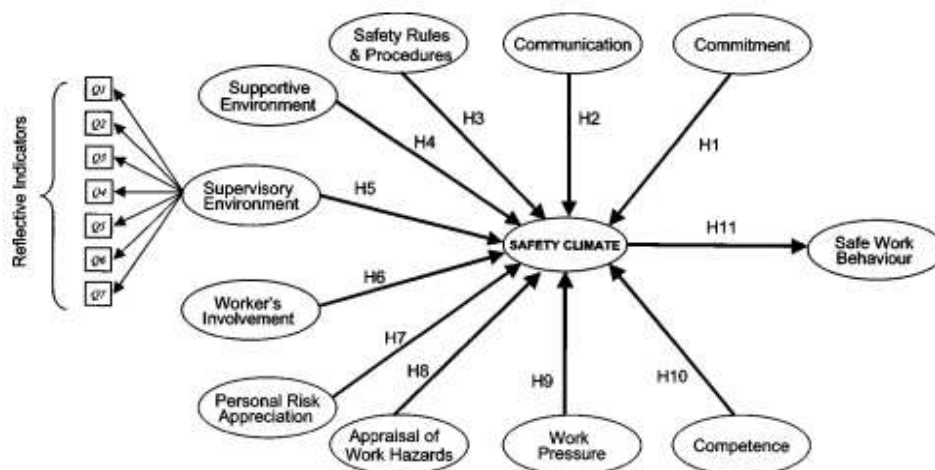 Safety Rules
& Procedures
Communication
Commitment
Supportive
Environment
H3
H2
H1
H4
Reflective Indicators
Q1
Q2
Q3
Q4
Q5
Q6
Q7
Supervisory
Environment
H5
SAFETY CLIMATE
H11
Safe Work
Behaviour
H6
Worker's
Involvement
H7
H8
H9
H10
Personal Risk
Appreciation
Appraisal of
Work Hazards
Work
Pressure
Competence